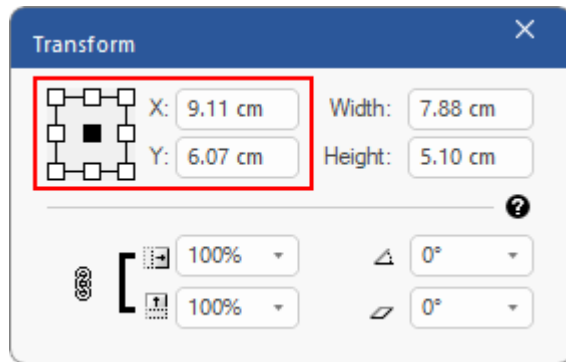 Transform
X: 9.11 cm Width: 7.88 cm
Y: 6.07 cm Height: 5.10 cm
?
100% 0°
100% 0°